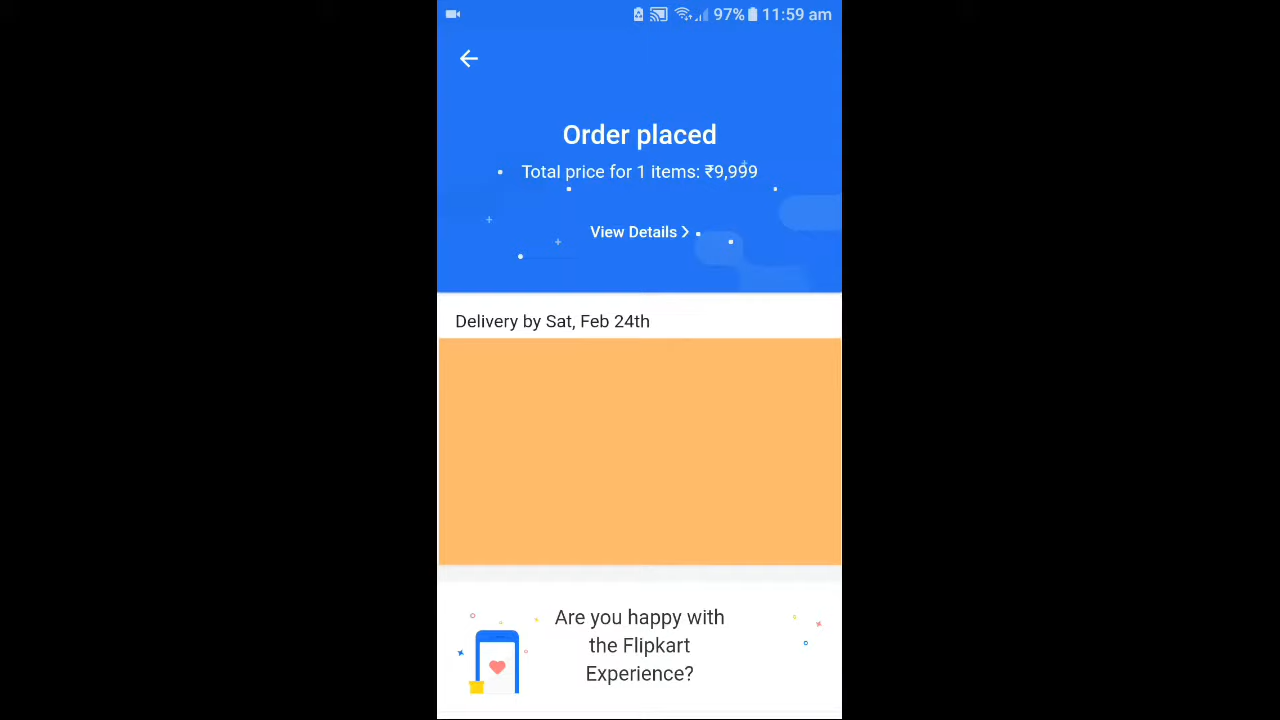 97% 11:59 am
Order placed
Total price for 1 items: ₹9,999
View Details
Delivery by Sat, Feb 24th
Are you happy with
the Flipkart
Experience?